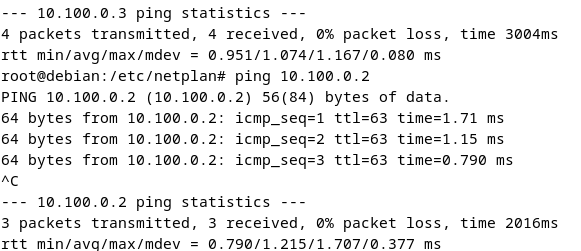 --- 10.100.0.3 ping statistics ---
4 packets transmitted, 4 received, 0% packet loss, time 3004ms
rtt min/avg/max/mdev = 0.951/1.074/1.167/0.080 ms
root@debian:/etc/netplan# ping 10.100.0.2
PING 10.100.0.2 (10.100.0.2) 56(84) bytes of data.
64 bytes from 10.100.0.2: icmp_seq=1 ttl=63 time=1.71 ms
64 bytes from 10.100.0.2: icmp_seq=2 ttl=63 time=1.15 ms
64 bytes from 10.100.0.2: icmp_seq=3 ttl=63 time=0.790 ms
^C
--- 10.100.0.2 ping statistics ---
3 packets transmitted, 3 received, 0% packet loss, time 2016ms
rtt min/avg/max/mdev = 0.790/1.215/1.707/0.377 ms